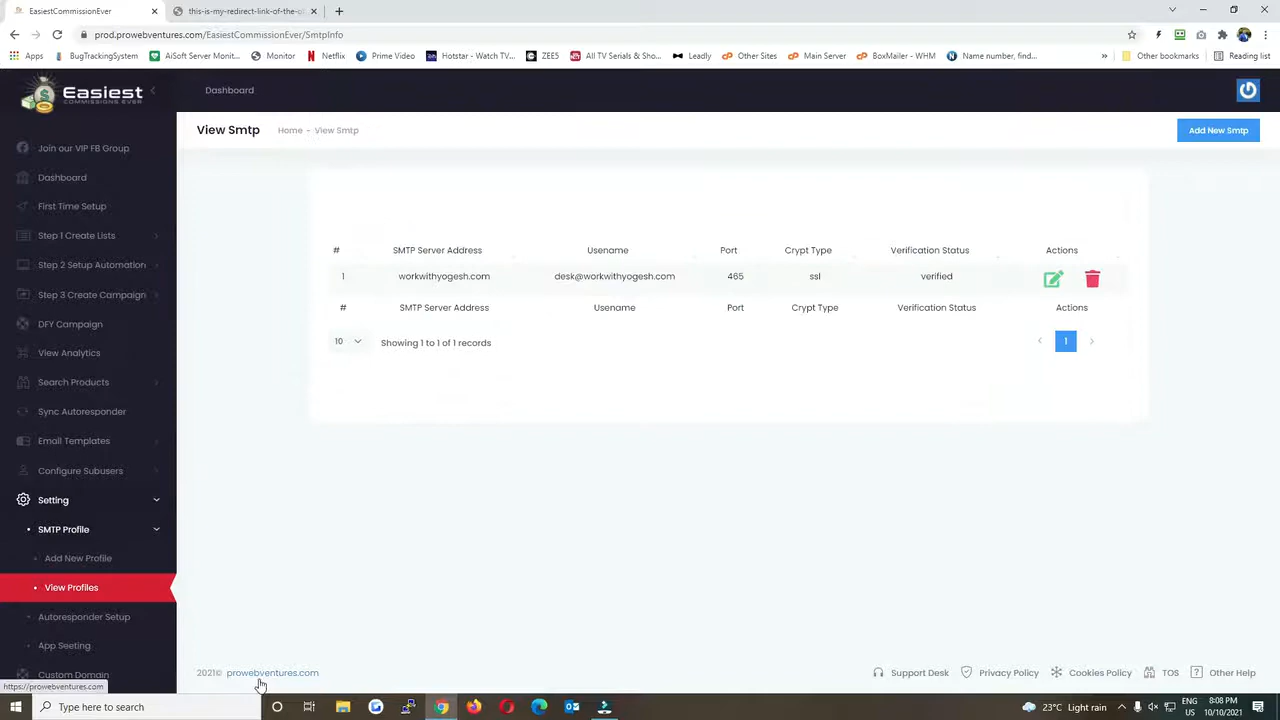 EasiestCommissionEver
this-is-my-redirect-link-of-the-o
prod.prowebventures.com/EasiestCommissionEver/SmtpInfo
Apps
BugTrackingSystem
AiSoft Server Monit...
Monitor
Netflix
Prime Video
Hotstar - Watch TV...
ZEE5
All TV Serials & Sho...
Leadly
Other Sites
Main Server
BoxMailer - WHM
Name number, find...
Other bookmarks
Reading list
Easiest
COMMISSIONS EVER
Dashboard
View Smtp
Home - View Smtp
Add New Smtp
Join our VIP FB Group
Dashboard
First Time Setup
Step 1 Create Lists
Step 2 Setup Automation
Step 3 Create Campaign
DFY Campaign
View Analytics
Search Products
Sync Autoresponder
Email Templates
Configure Subusers
Setting
SMTP Profile
Add New Profile
View Profiles
Autoresponder Setup
App Seeting
Custom Domain
# SMTP Server Address Usename Port Crypt Type Verification Status Actions
1 workwithyogesh.com desk@workwithyogesh.com 465 ssl verified
# SMTP Server Address Usename Port Crypt Type Verification Status Actions
10 Showing 1 to 1 of 1 records 1
2021© prowebventures.com
Support Desk Privacy Policy Cookies Policy TOS Other Help
https://prowebventures.com
Type here to search
23°C Light rain
ENG
IN
8:08 PM
10/10/2021